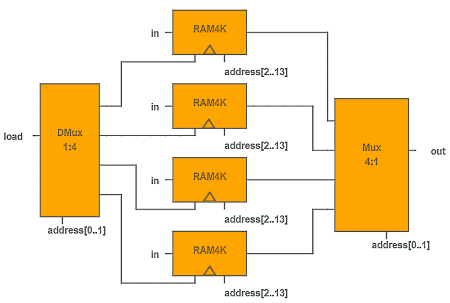 in
RAM4K
address[2..13]
in
RAM4K
address[2..13]
load
DMux
1:4
address[0..1]
Mux
4:1
out
address[0..1]
in
RAM4K
address[2..13]
in
RAM4K
address[2..13]